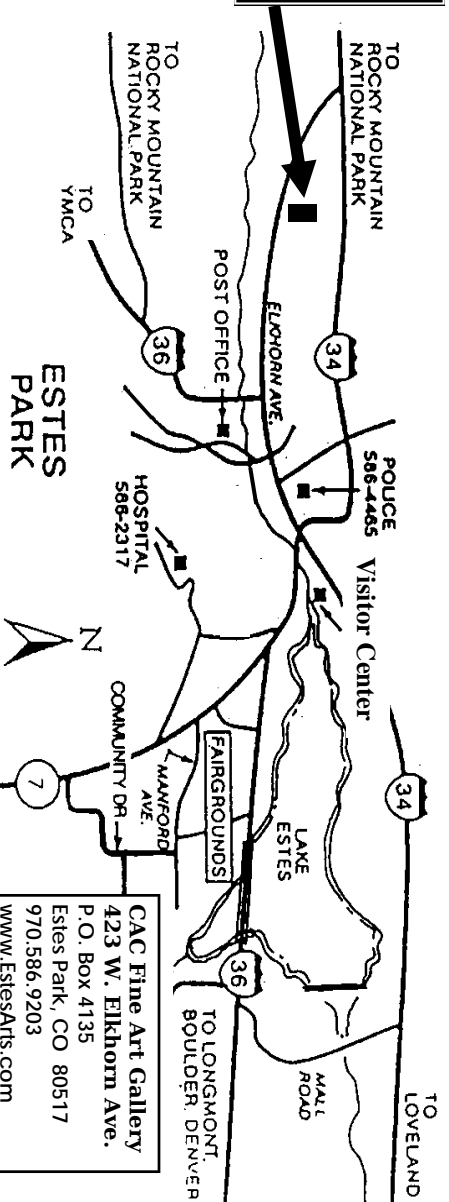 TO
ROCKY MOUNTAIN
NATIONAL PARK
TO
ROCKY MOUNTAIN
NATIONAL PARK
TO
YMCA
34
ELKHORN AVE.
POST OFFICE
36
ESTES
PARK
POLICE
586-4465
HOSPITAL
586-2317
Visitor Center
N
34
LAKE
ESTES
FAIRGROUNDS
MANFORD
AVE.
COMMUNITY DR
7
36
TO
LOVELAND
MALL
ROAD
TO LONGMONT,
BOULDER, DENVER
CAC Fine Art Gallery
423 W. Elkhorn Ave.
P.O. Box 4135
Estes Park, CO 80517
970.586.9203
www.EstesArts.com